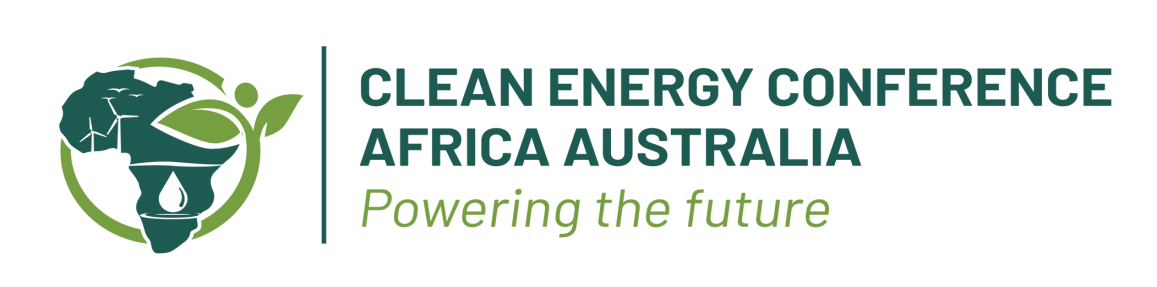 CLEAN ENERGY CONFERENCE
AFRICA AUSTRALIA
Powering the future